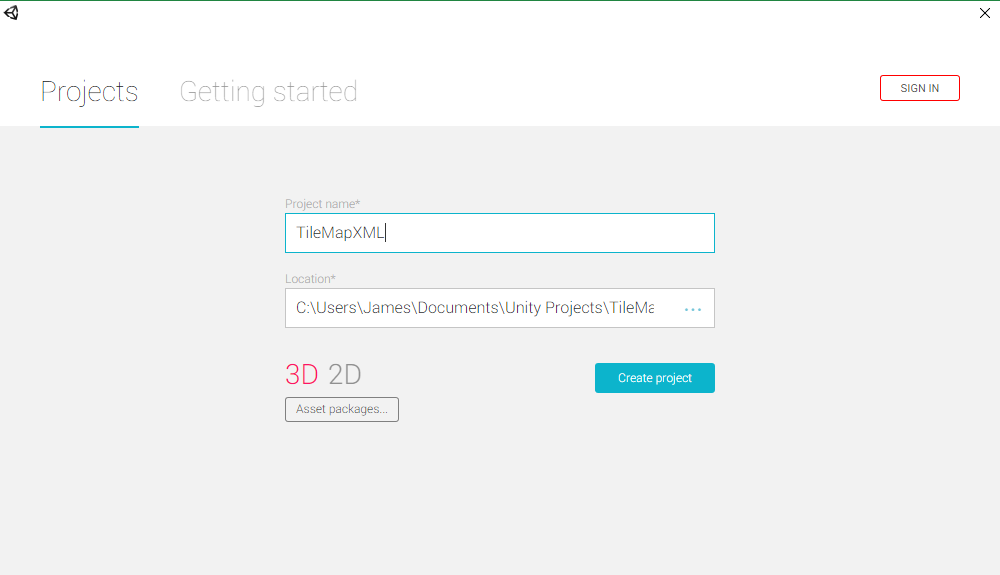 Projects Getting started SIGN IN
Project name*
TileMapXML
Location*
C:\Users\James\Documents\Unity Projects\TileMa ...
3D 2D
Create project
Asset packages...